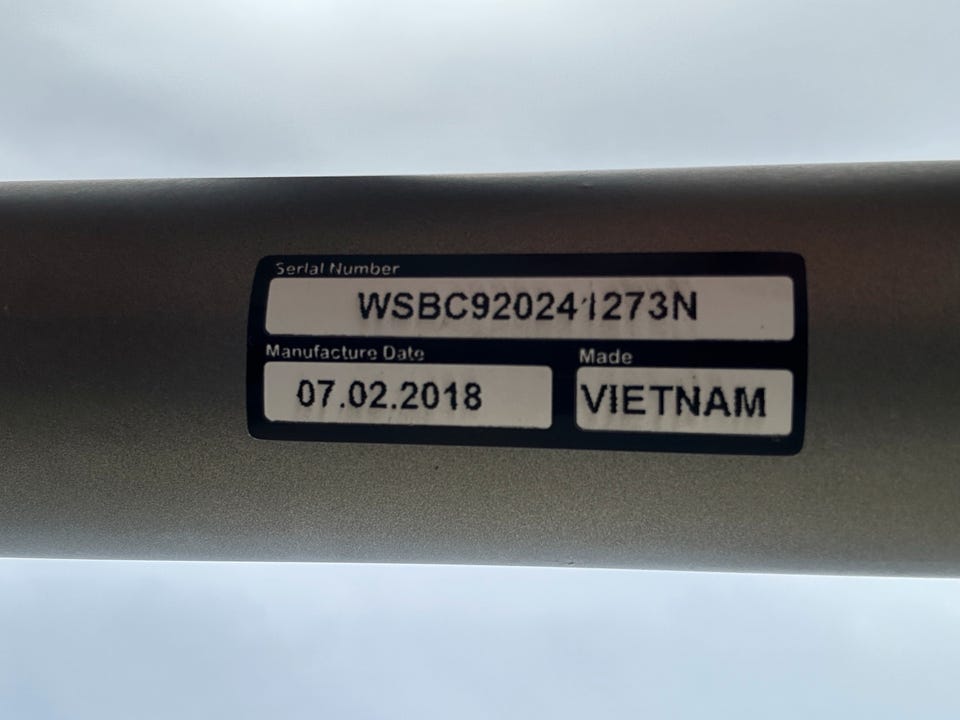 Serial Number
WSBC920241273N
Manufacture Date Made
07.02.2018 VIETNAM